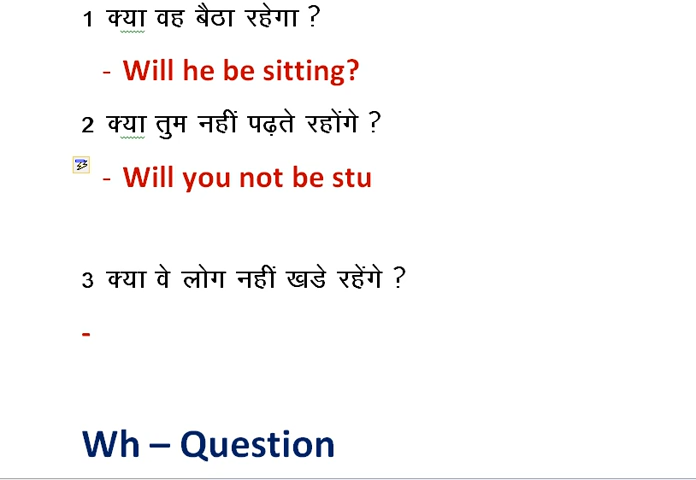 1 क्या वह बैठा रहेगा ?
- Will he be sitting?
2 क्या तुम नहीं पढ़ते रहोंगे ?
- Will you not be stu
3 क्या वे लोग नहीं खडे रहेंगे ?
-
Wh – Question